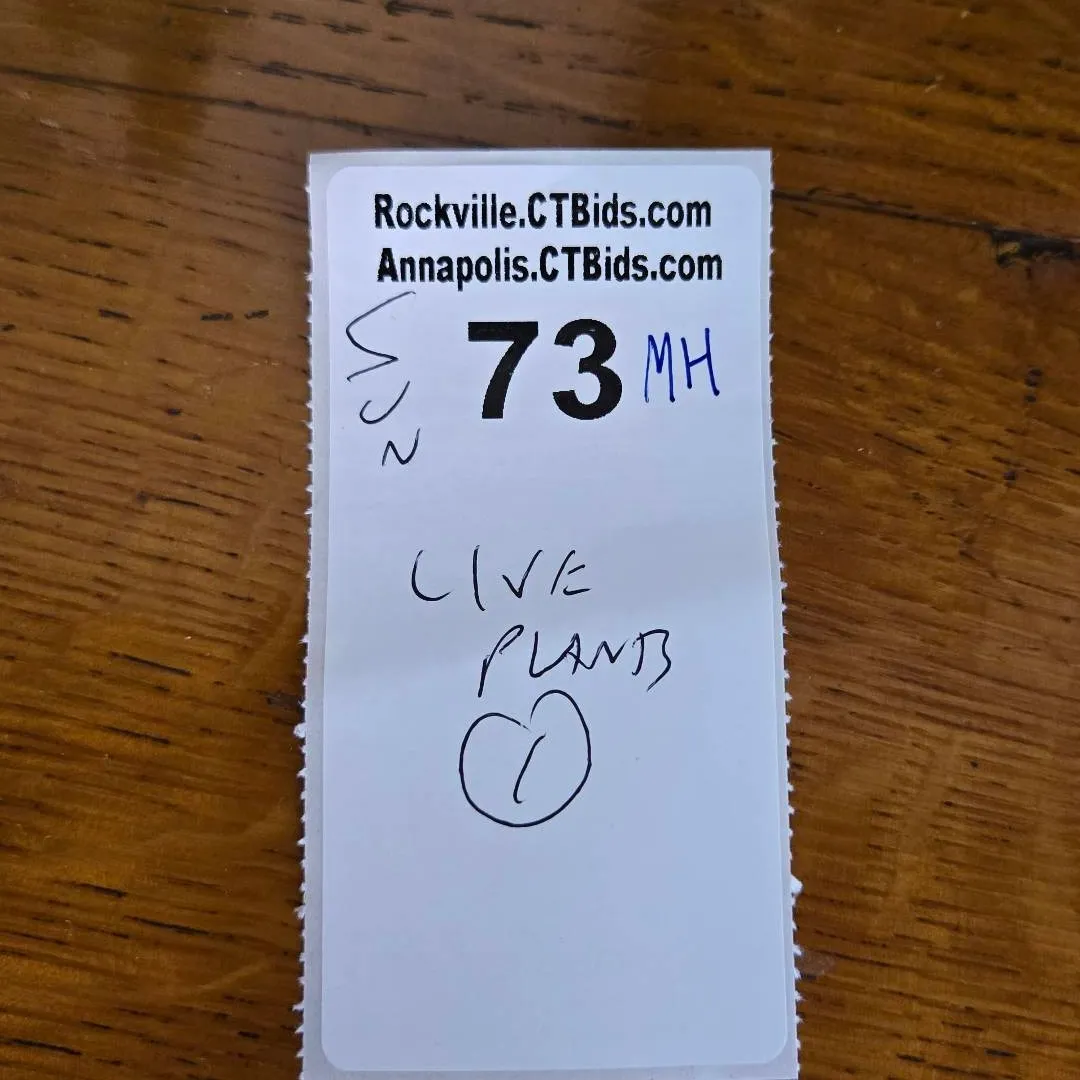 Rockville.CTBids.com
Annapolis.CTBids.com
73 MH
SUN
LIVE
PLANTS
1